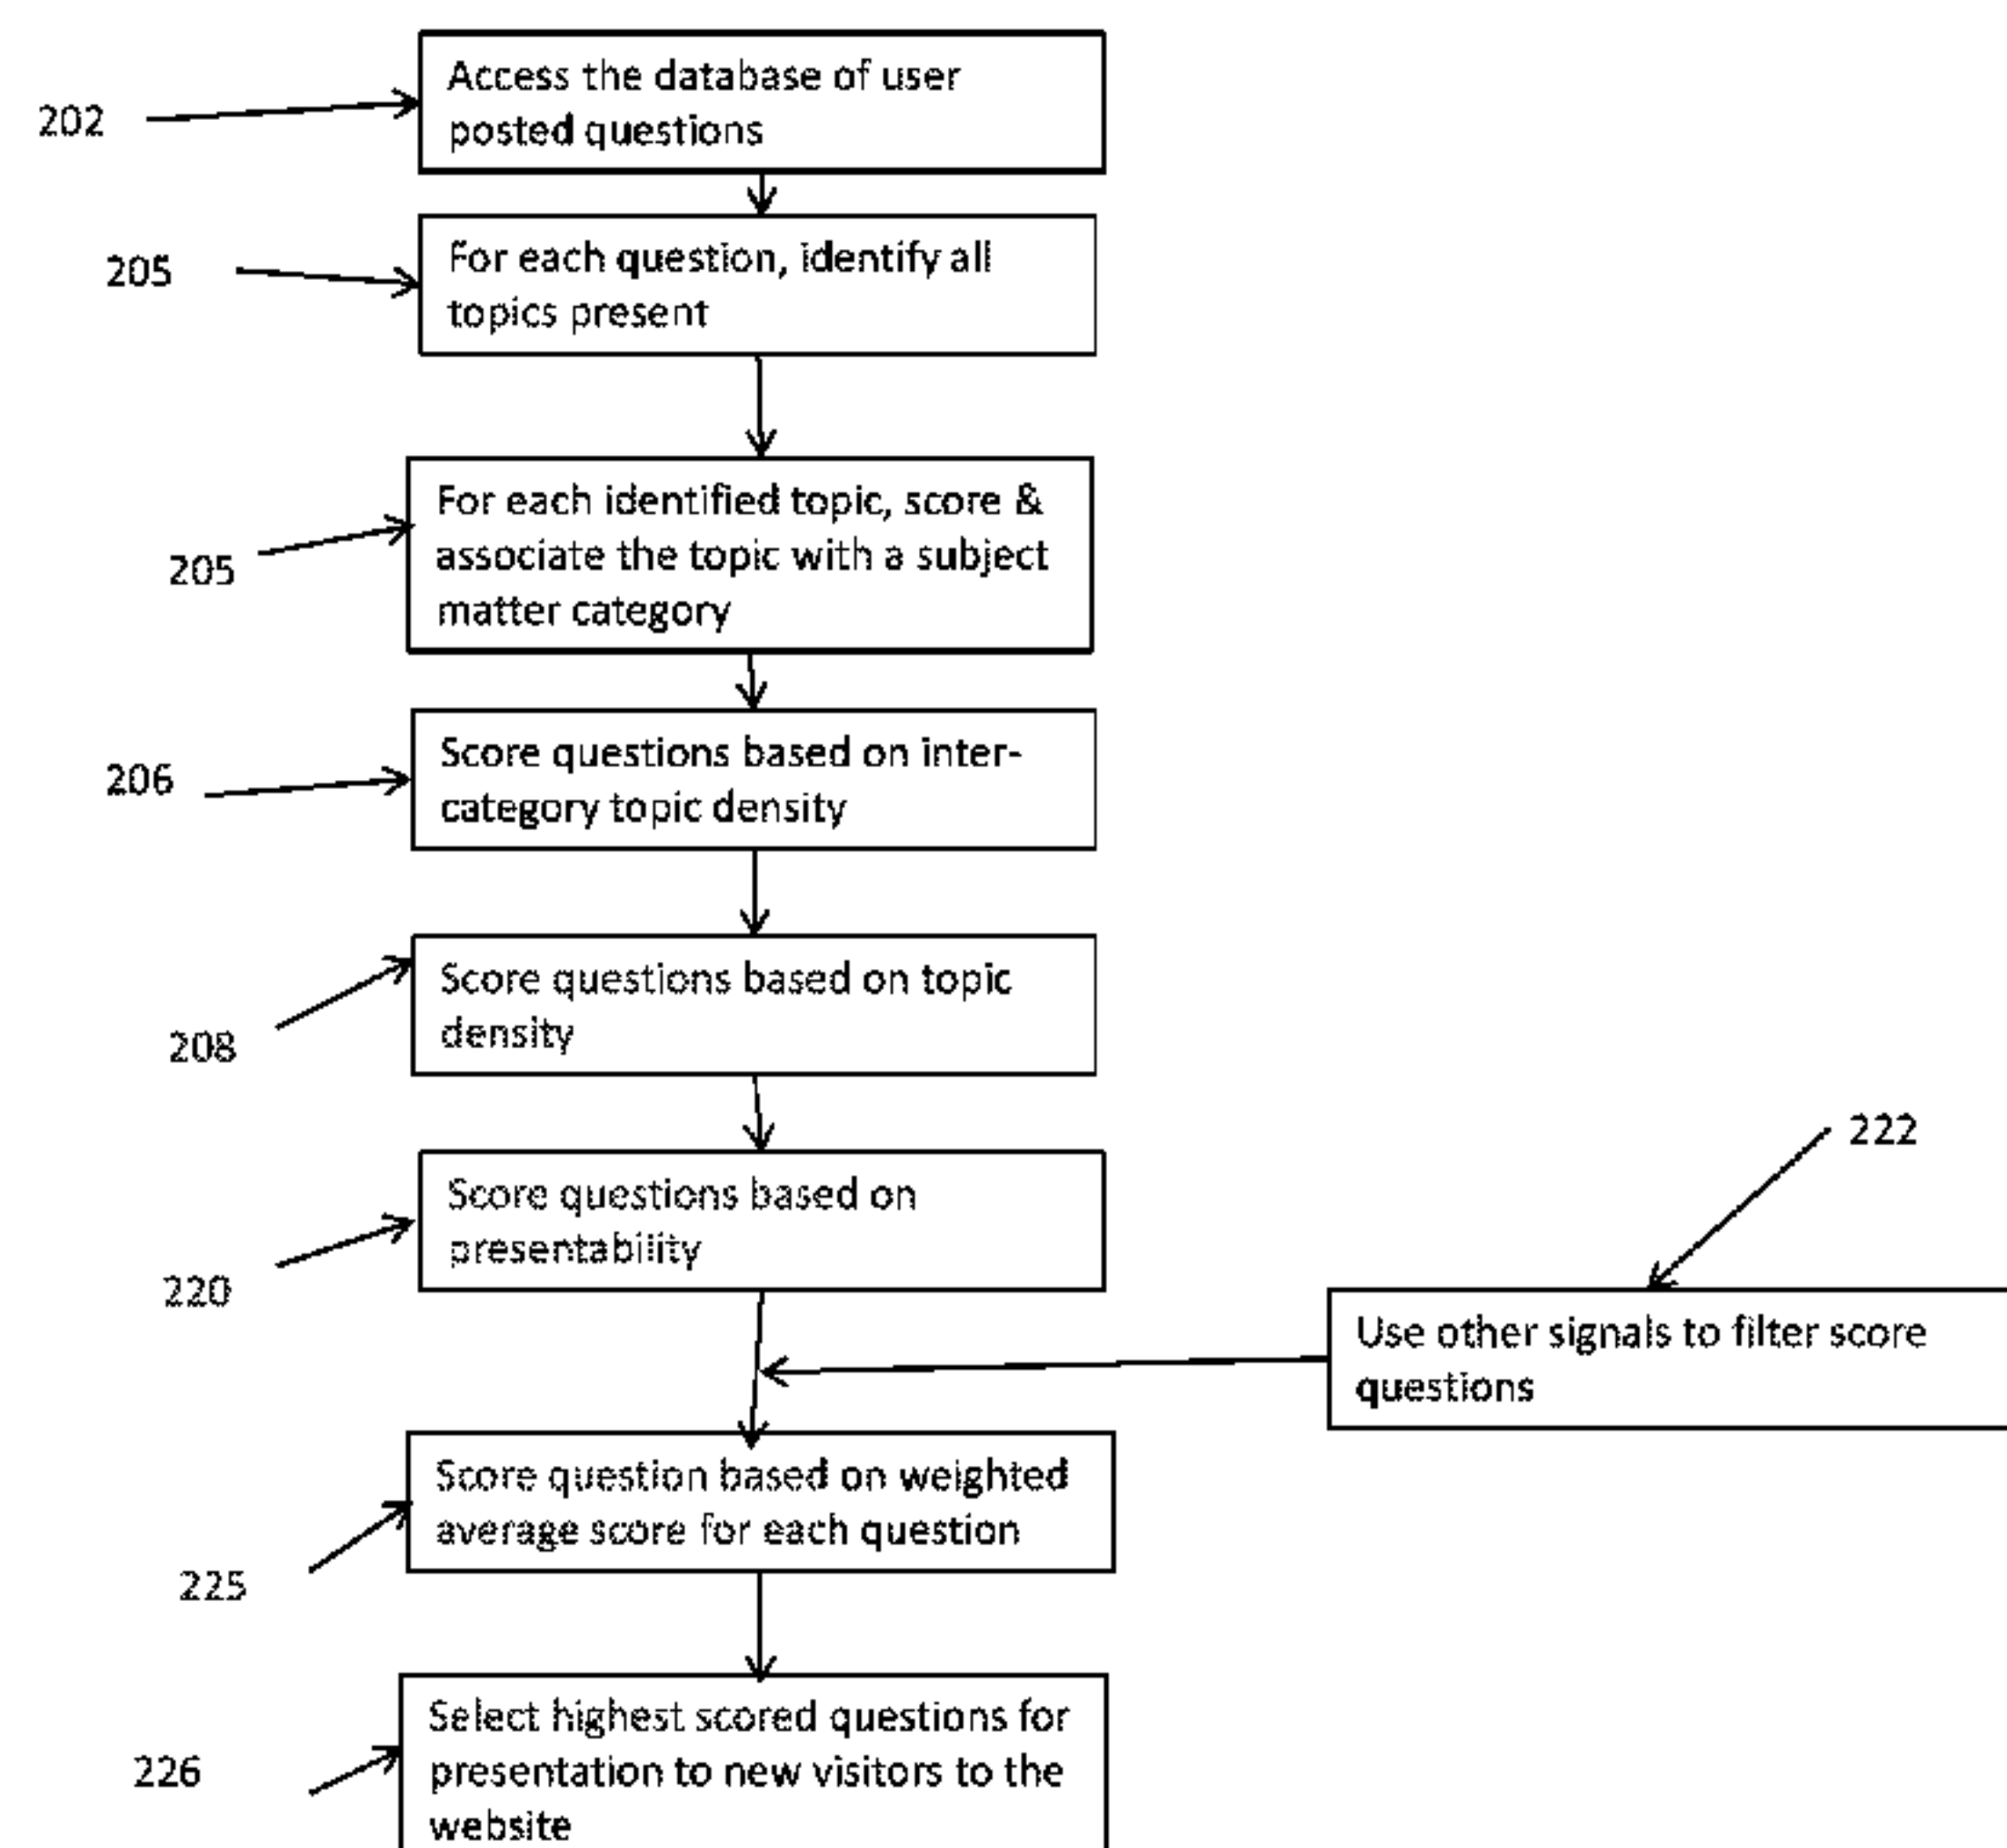 202
Access the database of user
posted questions
205
For each question, identify all
topics present
205
For each identified topic, score &
associate the topic with a subject
matter category
206
Score questions based on inter-
category topic density
208
Score questions based on topic
density
220
Score questions based on
presentability
222
Use other signals to filter score
questions
225
Score question based on weighted
average score for each question
226
Select highest scored questions for
presentation to new visitors to the
website